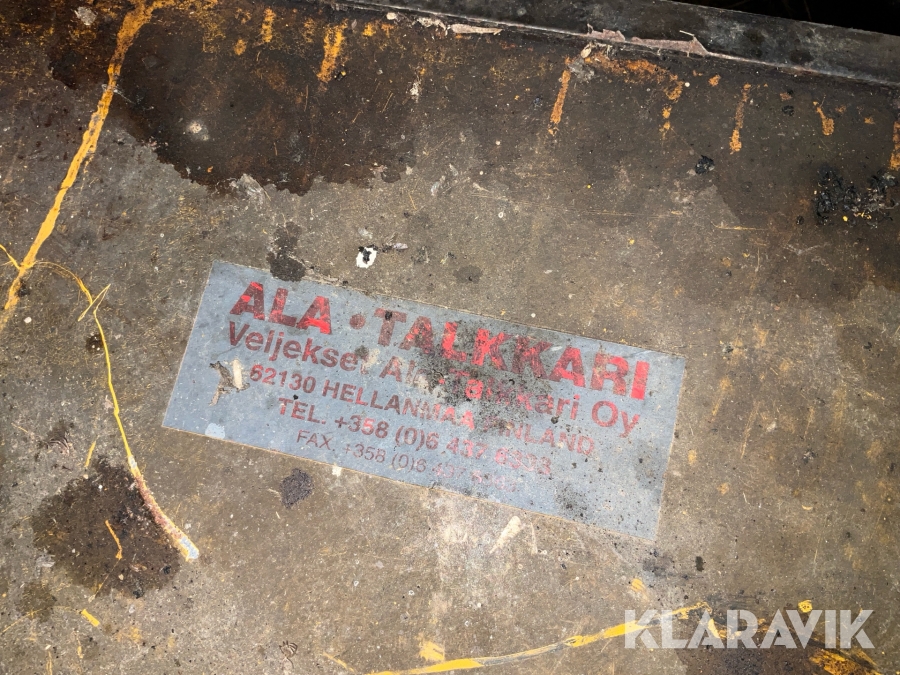 ALA • TALKKARI
Veljekset Ala-Talkkari Oy
62130 HELLANMAA FINLAND
TEL. +358 (0)6
FAX. +358 (0)6
KLARAVIK